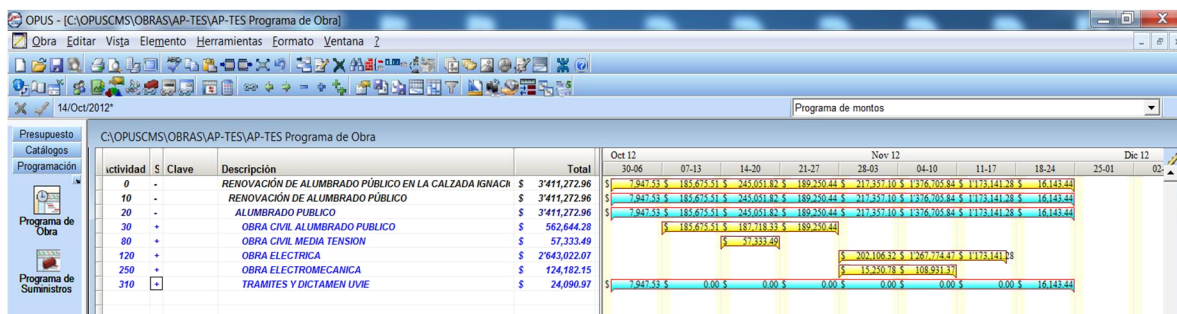 OPUS - [C:\OPUSCMS\OBRAS\AP-TES\AP-TES Programa de Obra]
Obra Editar Vista Elemento Herramientas Formato Ventana ?
14/Oct/2012* Programa de montos
Presupuesto
Catálogos
Programación
Programa de Obra
Programa de Suministros
C:\OPUSCMS\OBRAS\AP-TES\AP-TES Programa de Obra
Oct 12 Nov 12 Dic 12
ctividad S Clave Descripción Total 30-06 07-13 14-20 21-27 28-03 04-10 11-17 18-24 25-01 02-
0 - RENOVACIÓN DE ALUMBRADO PÚBLICO EN LA CALZADA IGNACI $ 3'411,272.96 $ 7,947.53 $ 185,675.51 $ 245,051.82 $ 189,250.44 $ 217,357.10 $ 1'376,705.84 $ 1'173,141.28 $ 16,143.44
10 - RENOVACIÓN DE ALUMBRADO PÚBLICO $ 3'411,272.96 $ 7,947.53 $ 185,675.51 $ 245,051.82 $ 189,250.44 $ 217,357.10 $ 1'376,705.84 $ 1'173,141.28 $ 16,143.44
20 - ALUMBRADO PUBLICO $ 3'411,272.96 $ 7,947.53 $ 185,675.51 $ 245,051.82 $ 189,250.44 $ 217,357.10 $ 1'376,705.84 $ 1'173,141.28 $ 16,143.44
30 + OBRA CIVIL ALUMBRADO PUBLICO $ 562,644.28 $ 185,675.51 $ 187,718.33 $ 189,250.44
80 + OBRA CIVIL MEDIA TENSION $ 57,333.49 $ 57,333.49
120 + OBRA ELECTRICA $ 2'643,022.07 $ 202,106.32 $ 1'267,774.47 $ 1'173,141.28
250 + OBRA ELECTROMECANICA $ 124,182.15 $ 15,250.78 $ 108,931.37
310 + TRAMITES Y DICTAMEN UVIE $ 24,090.97 $ 7,947.53 $ 0.00 $ 0.00 $ 0.00 $ 0.00 $ 0.00 $ 0.00 $ 16,143.44